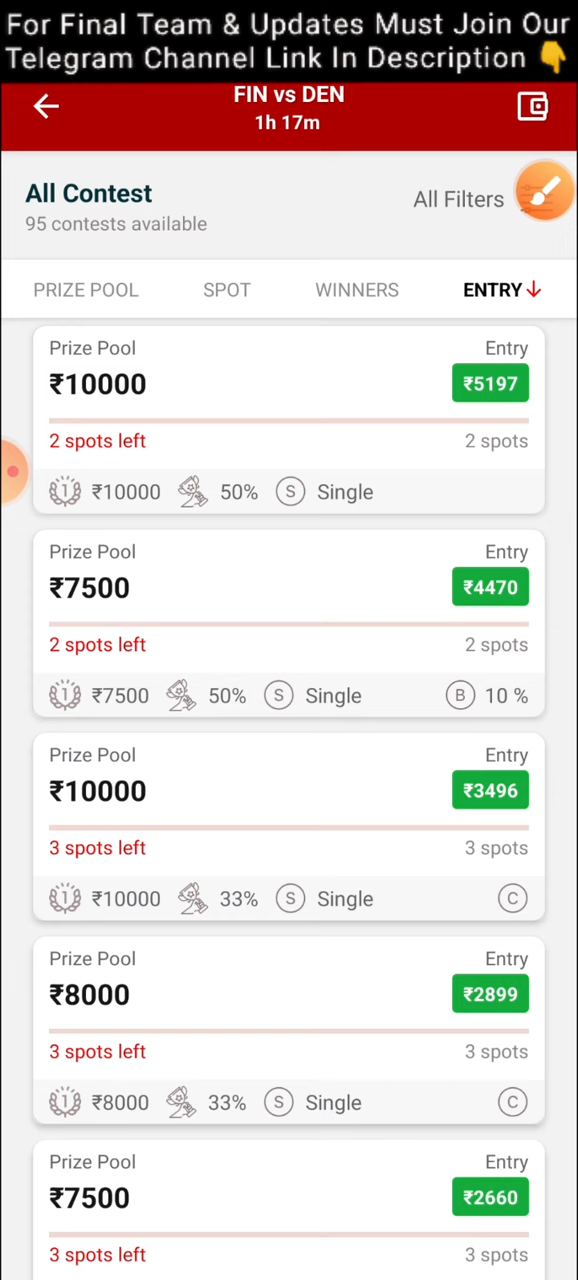 For Final Team & Updates Must Join Our
Telegram Channel Link In Description 👇
FIN vs DEN
1h 17m
All Contest
95 contests available
All Filters
PRIZE POOL SPOT WINNERS ENTRY↓
Prize Pool Entry
₹10000 ₹5197
2 spots left 2 spots
1 ₹10000 50% S Single
Prize Pool Entry
₹7500 ₹4470
2 spots left 2 spots
1 ₹7500 50% S Single B 10 %
Prize Pool Entry
₹10000 ₹3496
3 spots left 3 spots
1 ₹10000 33% S Single C
Prize Pool Entry
₹8000 ₹2899
3 spots left 3 spots
1 ₹8000 33% S Single C
Prize Pool Entry
₹7500 ₹2660
3 spots left 3 spots